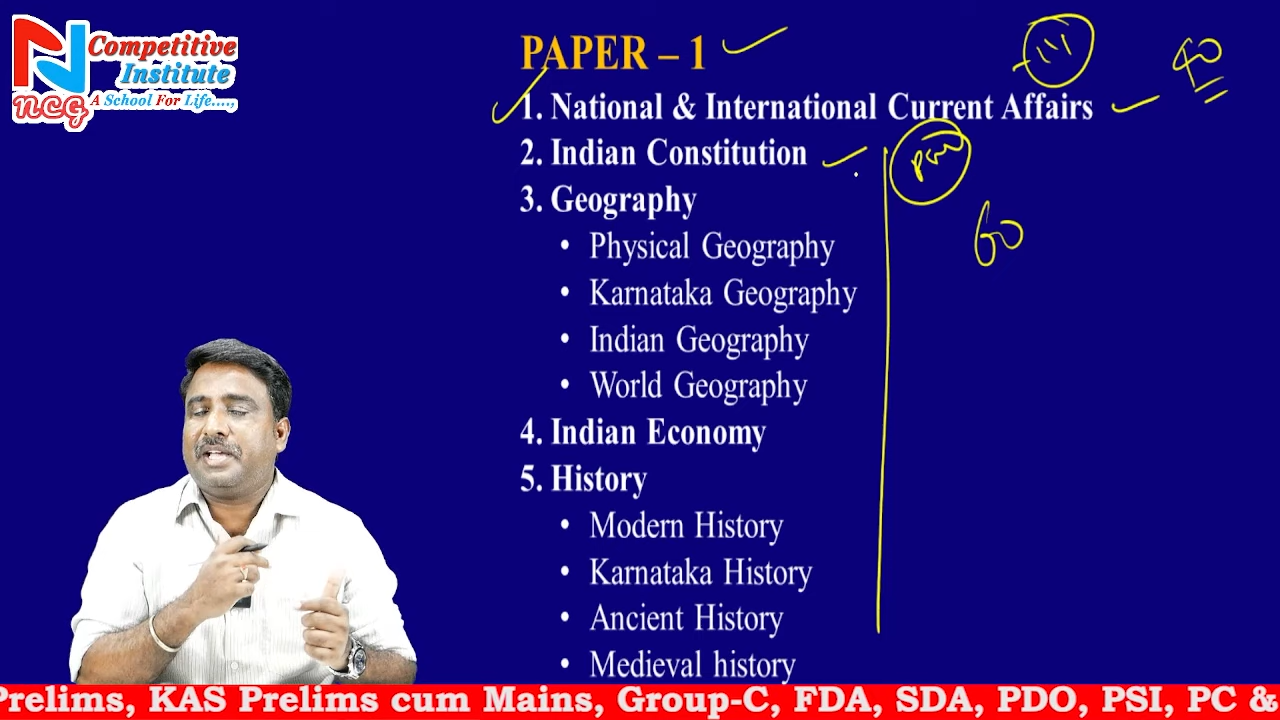 Competitive
Institute
NCG A School For Life....,
PAPER – 1
40
1. National & International Current Affairs
2. Indian Constitution
60
3. Geography
• Physical Geography
• Karnataka Geography
• Indian Geography
• World Geography
4. Indian Economy
5. History
• Modern History
• Karnataka History
• Ancient History
• Medieval history
Prelims, KAS Prelims cum Mains, Group-C, FDA, SDA, PDO, PSI, PC &